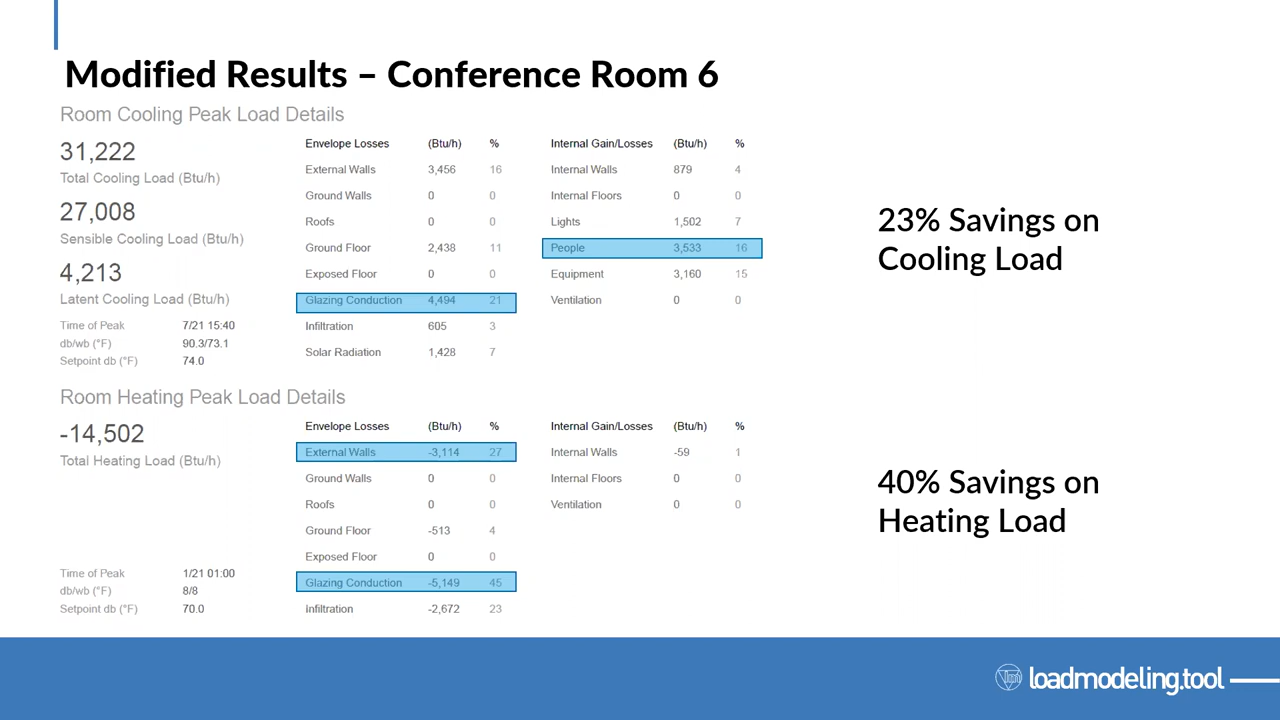 Modified Results – Conference Room 6
Room Cooling Peak Load Details
31,222
Total Cooling Load (Btu/h)
27,008
Sensible Cooling Load (Btu/h)
4,213
Latent Cooling Load (Btu/h)
Time of Peak 7/21 15:40
db/wb (°F) 90.3/73.1
Setpoint db (°F) 74.0
Envelope Losses (Btu/h) %
External Walls 3,456 16
Ground Walls 0 0
Roofs 0 0
Ground Floor 2,438 11
Exposed Floor 0 0
Glazing Conduction 4,494 21
Infiltration 605 3
Solar Radiation 1,428 7
Internal Gain/Losses (Btu/h) %
Internal Walls 879 4
Internal Floors 0 0
Lights 1,502 7
People 3,533 16
Equipment 3,160 15
Ventilation 0 0
23% Savings on
Cooling Load
Room Heating Peak Load Details
-14,502
Total Heating Load (Btu/h)
Time of Peak 1/21 01:00
db/wb (°F) 8/8
Setpoint db (°F) 70.0
Envelope Losses (Btu/h) %
External Walls -3,114 27
Ground Walls 0 0
Roofs 0 0
Ground Floor -513 4
Exposed Floor 0 0
Glazing Conduction -5,149 45
Infiltration -2,672 23
Internal Gain/Losses (Btu/h) %
Internal Walls -59 1
Internal Floors 0 0
Ventilation 0 0
40% Savings on
Heating Load
loadmodeling.tool